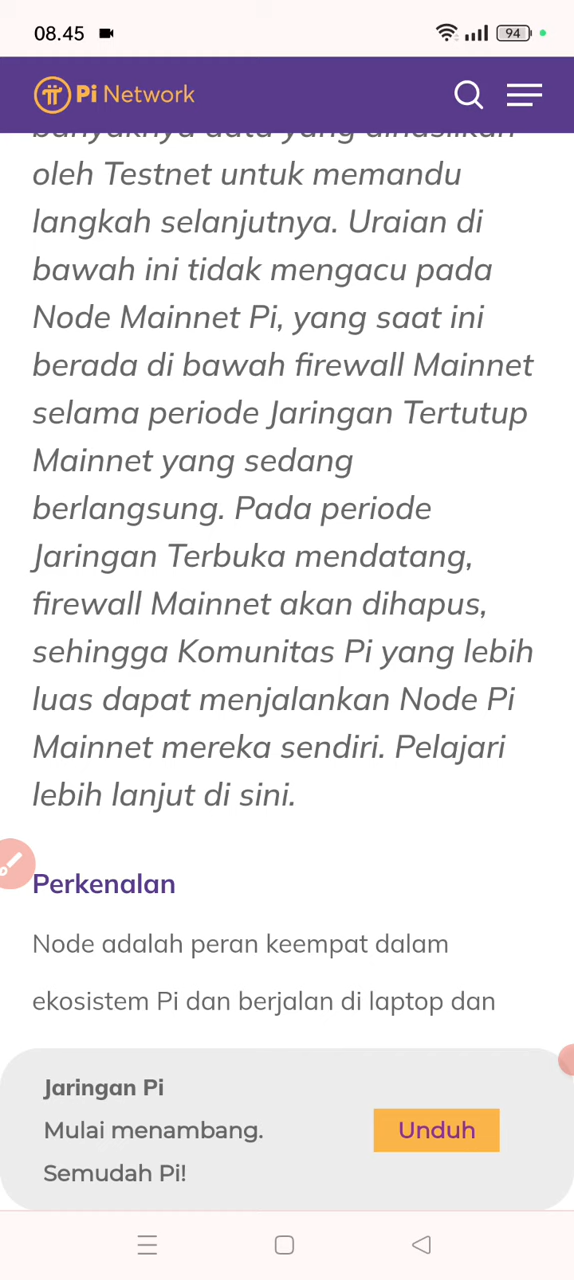 08.45
94
Pi Network
oleh Testnet untuk memandu
langkah selanjutnya. Uraian di
bawah ini tidak mengacu pada
Node Mainnet Pi, yang saat ini
berada di bawah firewall Mainnet
selama periode Jaringan Tertutup
Mainnet yang sedang
berlangsung. Pada periode
Jaringan Terbuka mendatang,
firewall Mainnet akan dihapus,
sehingga Komunitas Pi yang lebih
luas dapat menjalankan Node Pi
Mainnet mereka sendiri. Pelajari
lebih lanjut di sini.
Perkenalan
Node adalah peran keempat dalam
ekosistem Pi dan berjalan di laptop dan
Jaringan Pi
Mulai menambang.
Unduh
Semudah Pi!